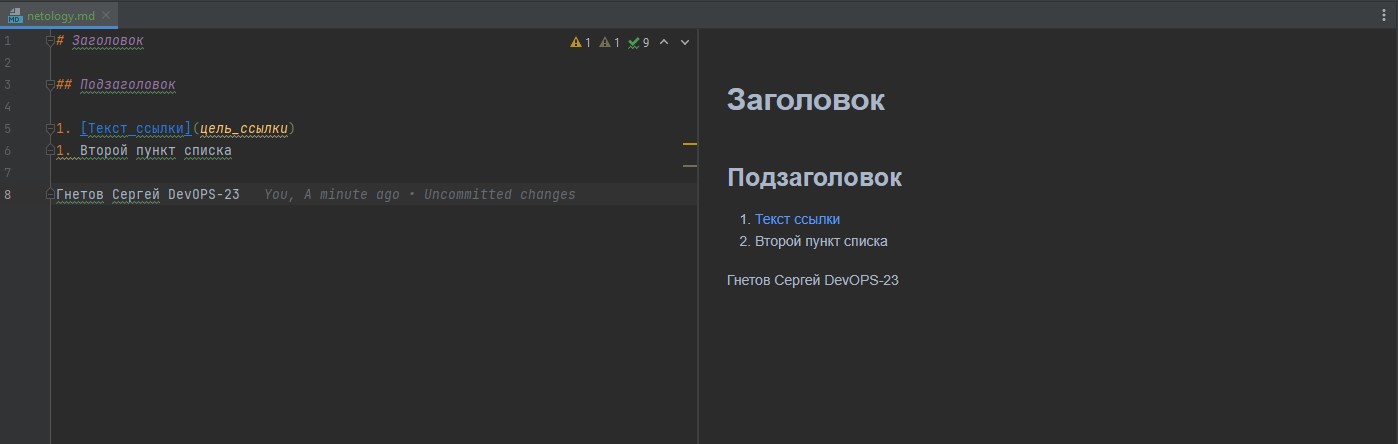 netology.md
1 # Заголовок 1 1 9
2
3 ## Подзаголовок
4
5 1. [Текст ссылки](цель_ссылки)
6 1. Второй пункт списка
7
8 Гнетов Сергей DevOPS-23 You, A minute ago • Uncommitted changes
Заголовок
Подзаголовок
1. Текст ссылки
2. Второй пункт списка
Гнетов Сергей DevOPS-23